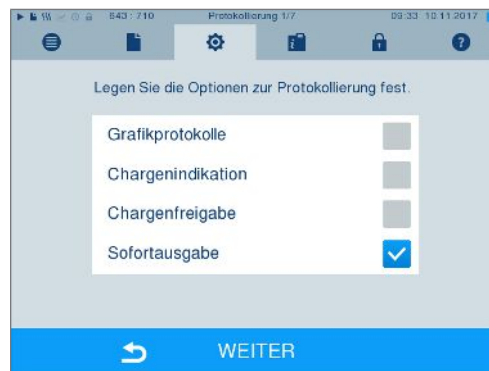 843 : 710 Protokollierung 1/7 09:33 10.11.2017
Legen Sie die Optionen zur Protokollierung fest.
Grafikprotokolle
Chargenindikation
Chargenfreigabe
Sofortausgabe
WEITER